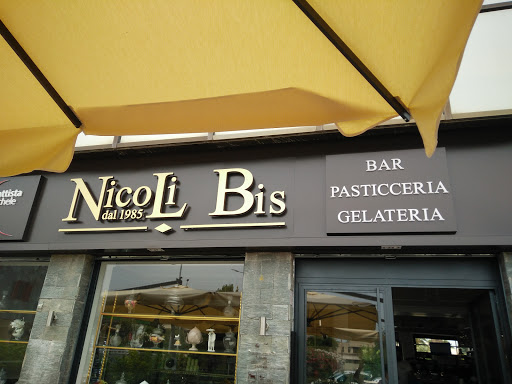 NicoLi Bis
dal 1985
BAR
PASTICCERIA
GELATERIA